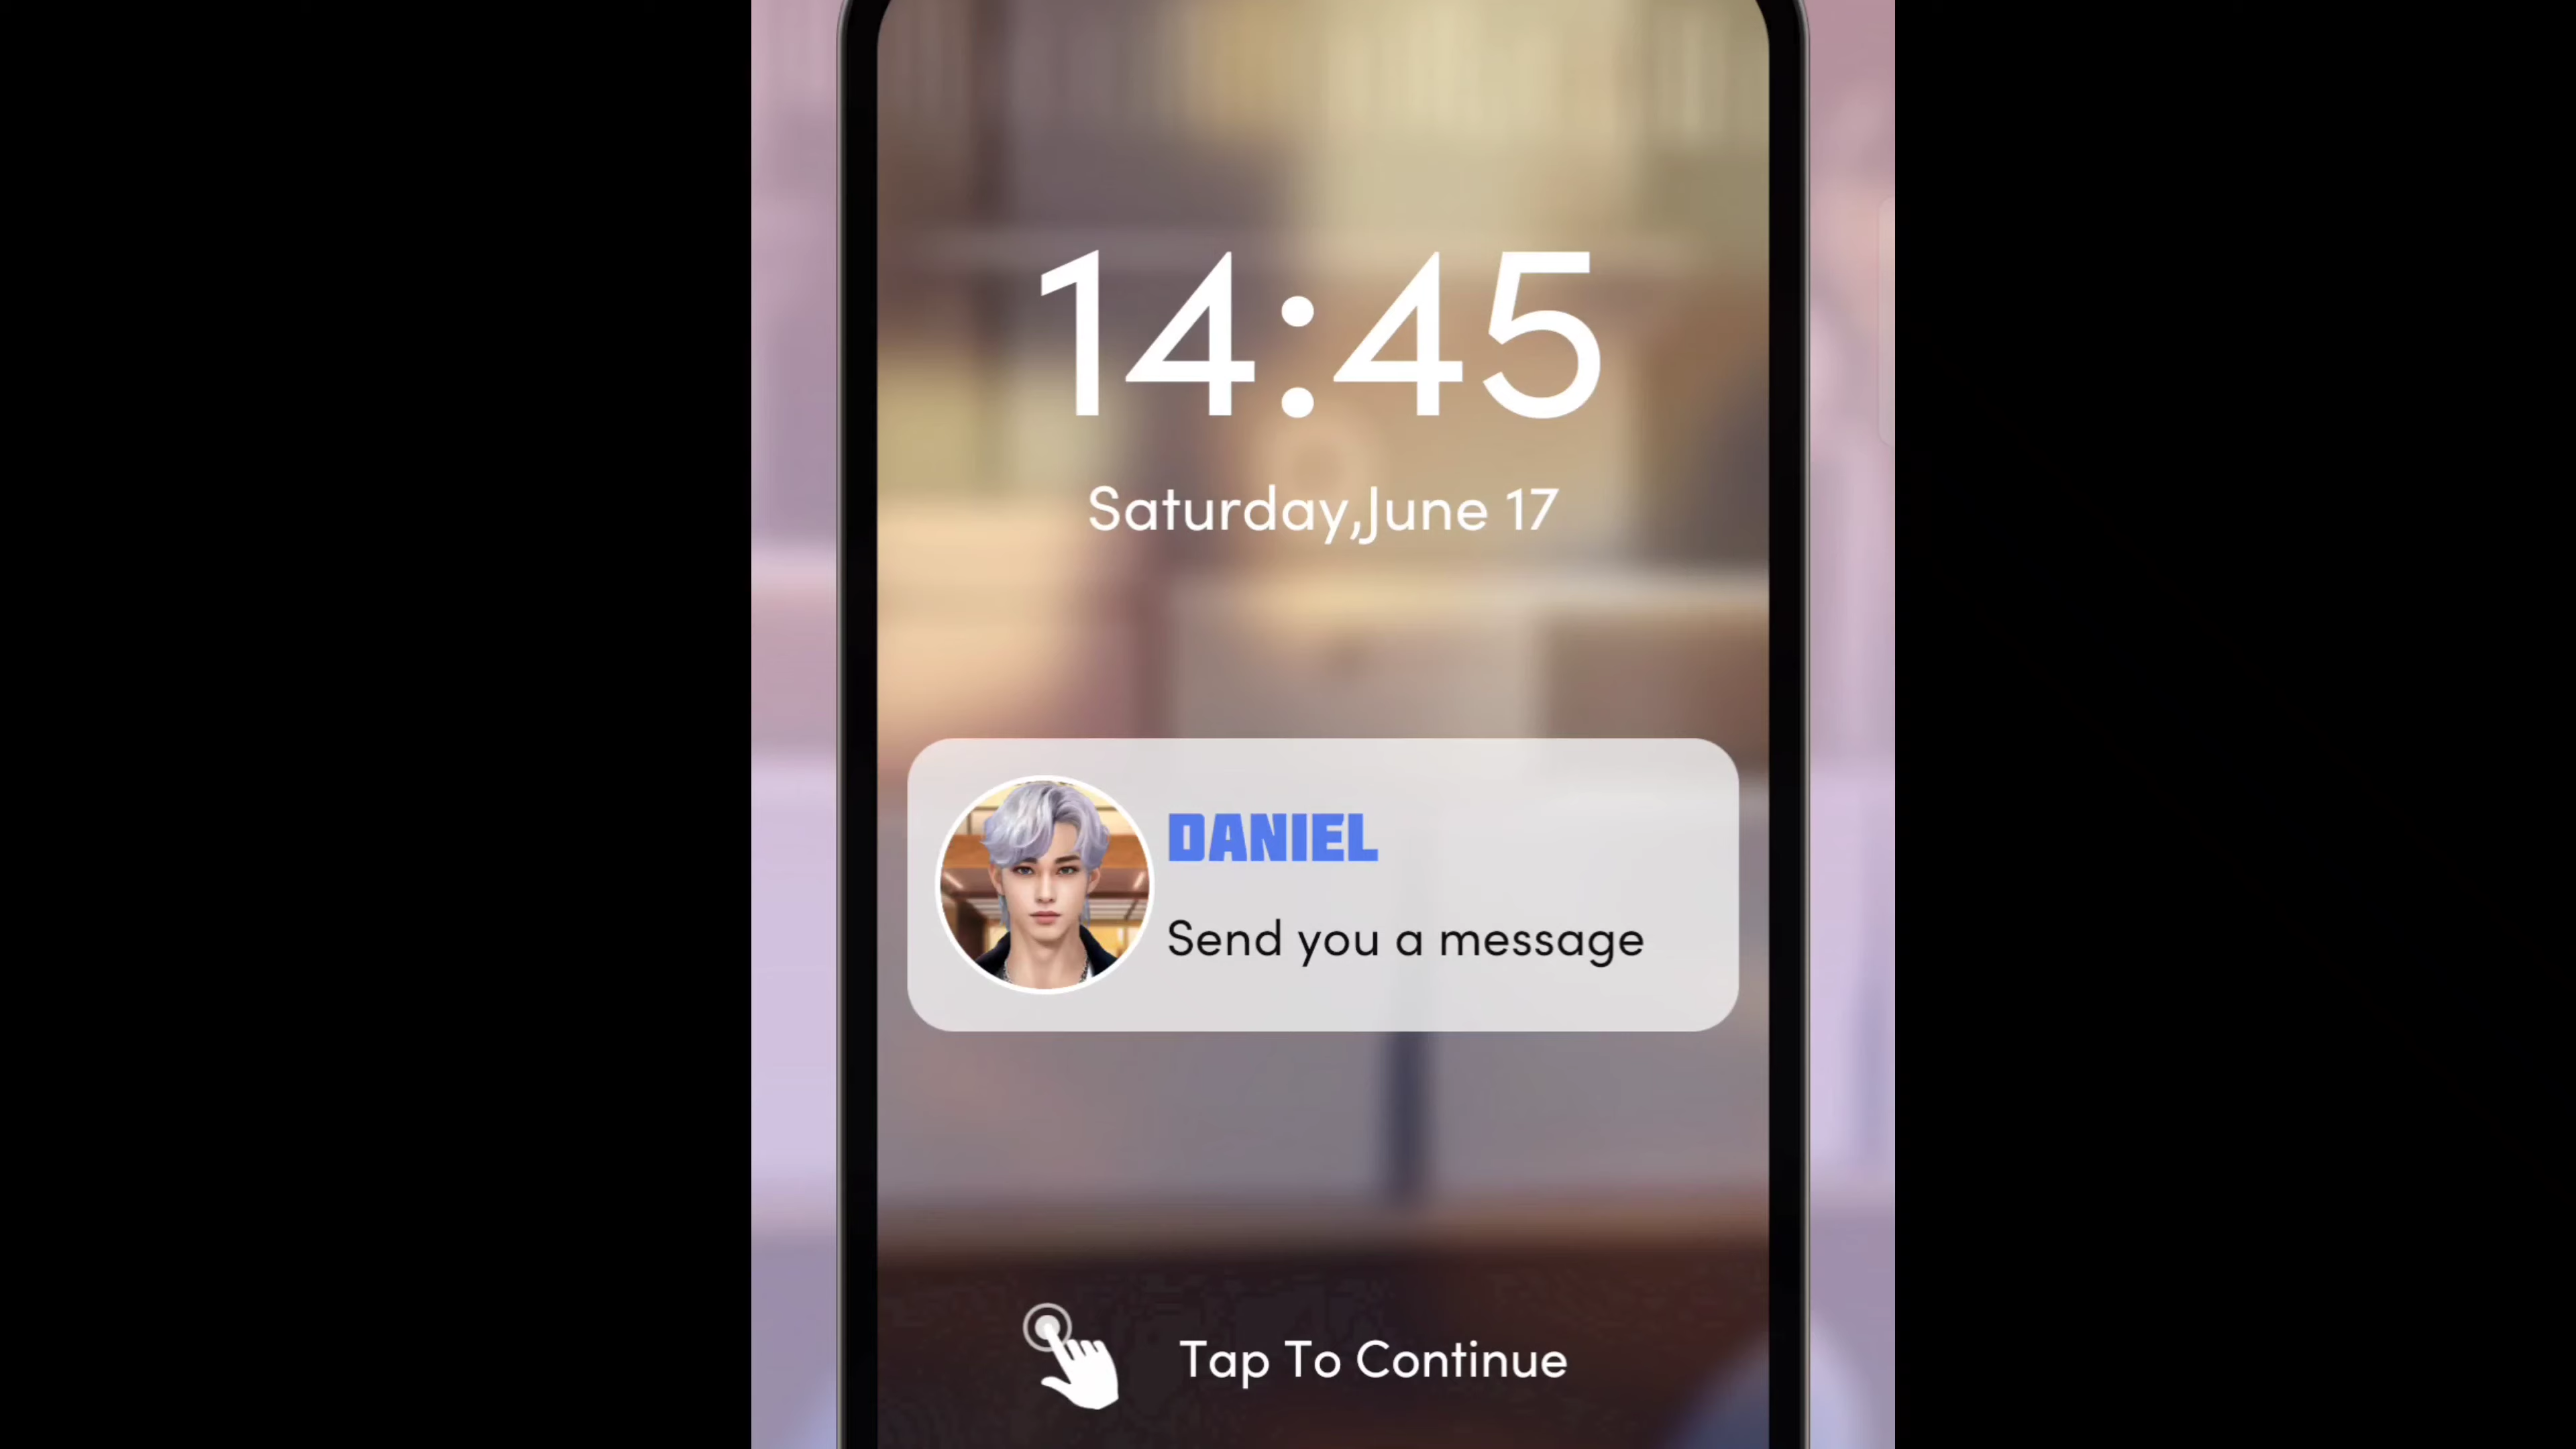 14:45
Saturday,June 17
DANIEL
Send you a message
Tap To Continue